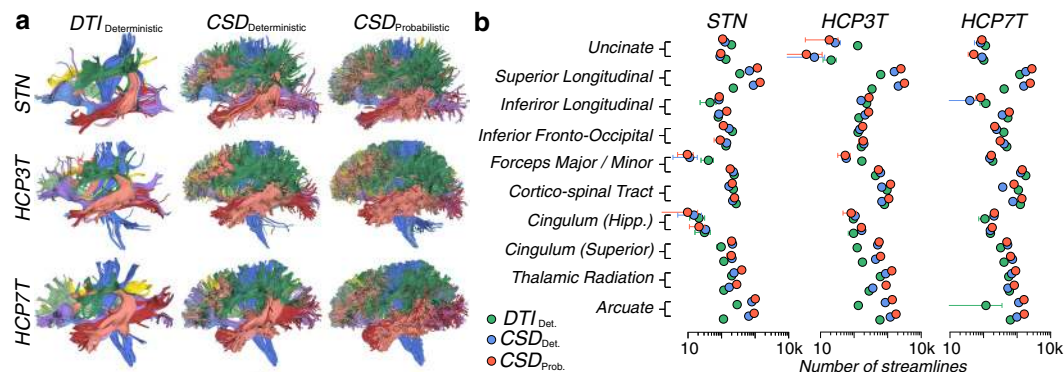 a
DTI Deterministic
CSD Deterministic
CSD Probabilistic
STN
HCP3T
HCP7T
b
STN
HCP3T
HCP7T
Uncinate
Superior Longitudinal
Inferiror Longitudinal
Inferior Fronto-Occipital
Forceps Major / Minor
Cortico-spinal Tract
Cingulum (Hipp.)
Cingulum (Superior)
Thalamic Radiation
Arcuate
DTI Det.
CSD Det.
CSD Prob.
10 10k 10 10k 10 10k
Number of streamlines